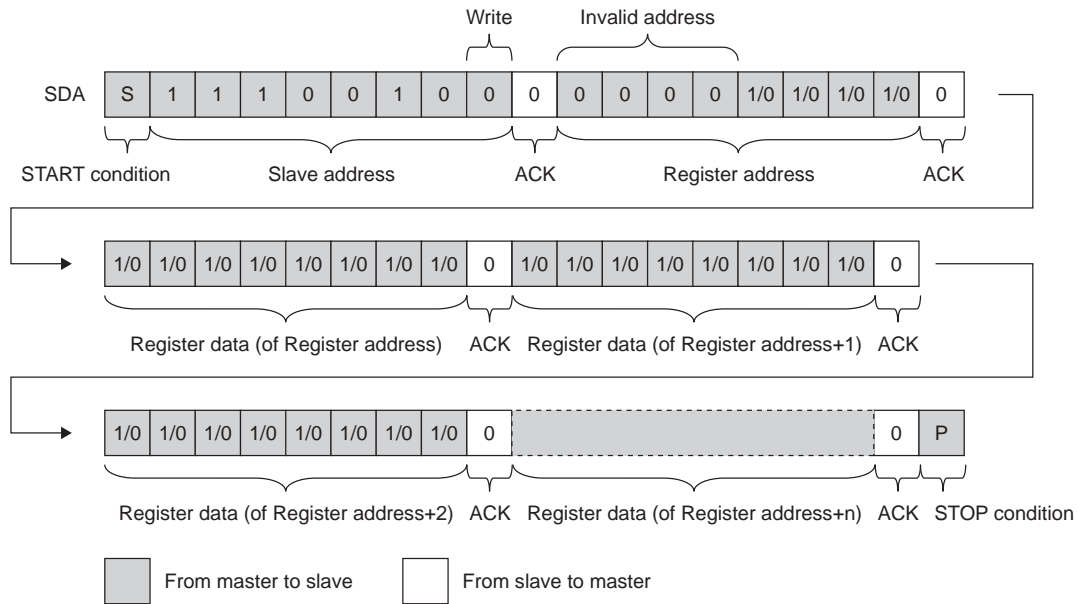 Write Invalid address
SDA S 1 1 1 0 0 1 0 0 0 0 0 0 0 1/0 1/0 1/0 1/0 0
START condition Slave address ACK Register address ACK
1/0 1/0 1/0 1/0 1/0 1/0 1/0 1/0 0 1/0 1/0 1/0 1/0 1/0 1/0 1/0 1/0 0
Register data (of Register address) ACK Register data (of Register address+1) ACK
1/0 1/0 1/0 1/0 1/0 1/0 1/0 1/0 0 0 P
Register data (of Register address+2) ACK Register data (of Register address+n) ACK STOP condition
From master to slave From slave to master